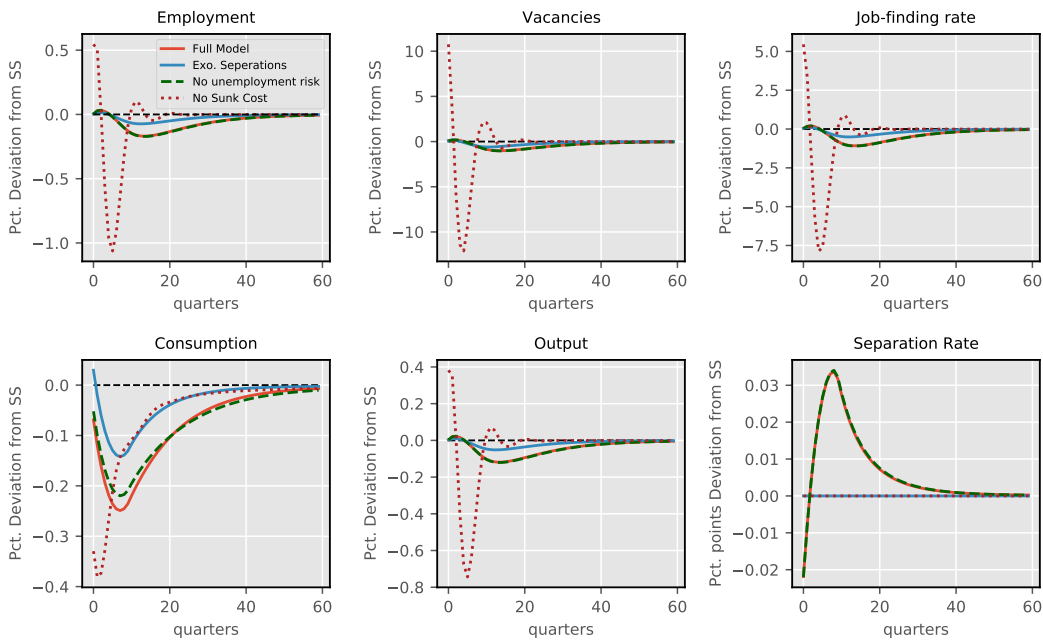 Employment
Pct. Deviation from SS
0.5
0.0
−0.5
−1.0
0
20
40
60
quarters
Full Model
Exo. Seperations
No unemployment risk
No Sunk Cost
Vacancies
Pct. Deviation from SS
10
5
0
−5
−10
0
20
40
60
quarters
Job-finding rate
Pct. Deviation from SS
5.0
2.5
0.0
−2.5
−5.0
−7.5
0
20
40
60
quarters
Consumption
Pct. Deviation from SS
0.0
−0.1
−0.2
−0.3
−0.4
0
20
40
60
quarters
Output
Pct. Deviation from SS
0.4
0.2
0.0
−0.2
−0.4
−0.6
−0.8
0
20
40
60
quarters
Separation Rate
Pct. points Deviation from SS
0.03
0.02
0.01
0.00
−0.01
−0.02
0
20
40
60
quarters